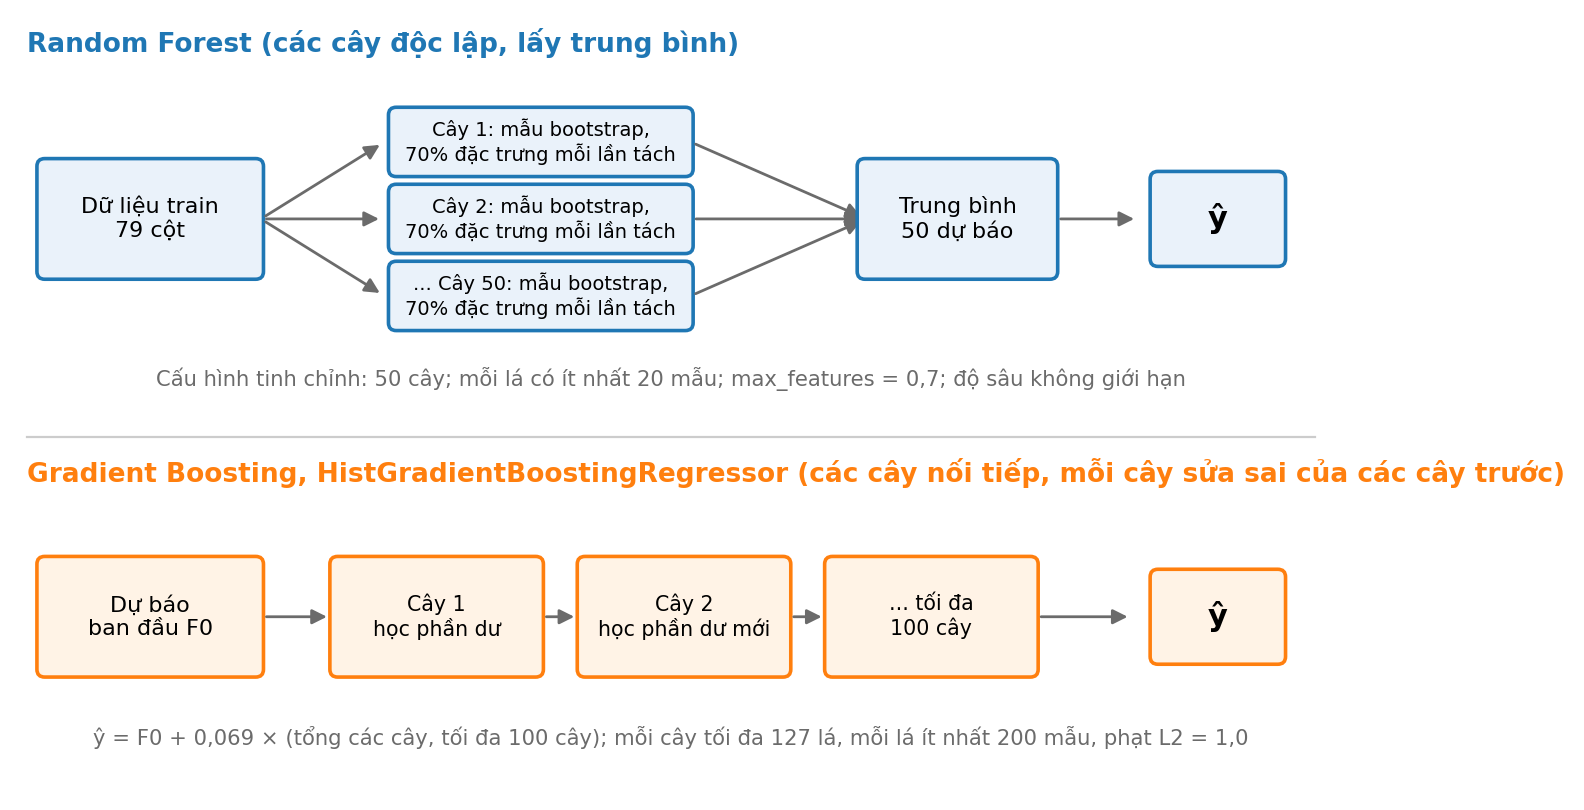 Random Forest (các cây độc lập, lấy trung bình)
Dữ liệu train
79 cột
Cây 1: mẫu bootstrap,
70% đặc trưng mỗi lần tách
Cây 2: mẫu bootstrap,
70% đặc trưng mỗi lần tách
... Cây 50: mẫu bootstrap,
70% đặc trưng mỗi lần tách
Trung bình
50 dự báo
ŷ
Cấu hình tinh chỉnh: 50 cây; mỗi lá có ít nhất 20 mẫu; max_features = 0,7; độ sâu không giới hạn
Gradient Boosting, HistGradientBoostingRegressor (các cây nối tiếp, mỗi cây sửa sai của các cây trước)
Dự báo
ban đầu F0
Cây 1
học phần dư
Cây 2
học phần dư mới
... tối đa
100 cây
ŷ
ŷ = F0 + 0,069 × (tổng các cây, tối đa 100 cây); mỗi cây tối đa 127 lá, mỗi lá ít nhất 200 mẫu, phạt L2 = 1,0